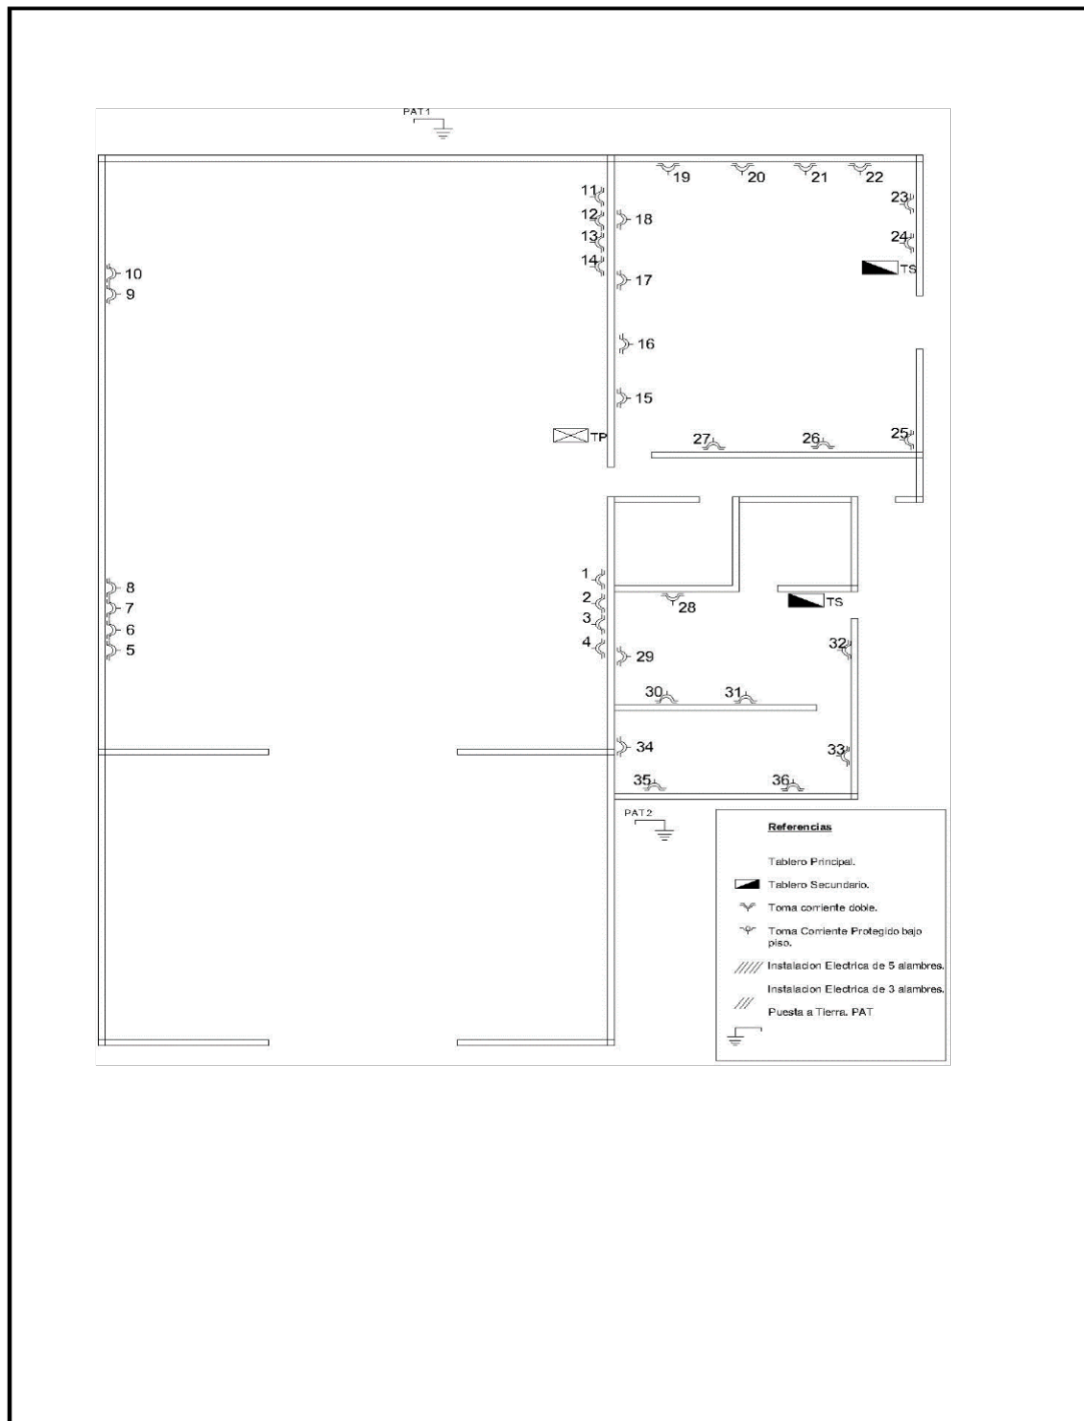 PAT1
19 20 21 22
11
12
13
14
18
17
16
15
23
24
TS
10
9
TP
27 26 25
8
7
6
5
1
2
3
4
28
TS
29
32
30 31
34
33
35 36
PAT2
Referencias
Tablero Principal.
Tablero Secundario.
Toma corriente doble.
Toma Corriente Protegido bajo
piso.
Instalacion Electrica de 5 alambres.
Instalacion Electrica de 3 alambres.
Puesta a Tierra. PAT